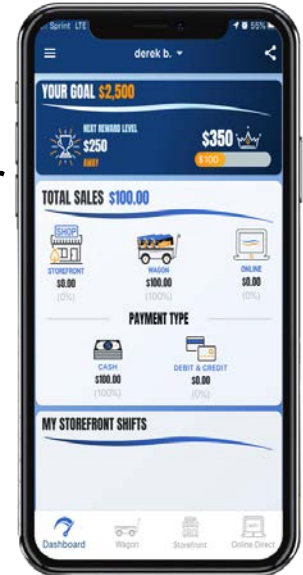 Sprint LTE 55%
derek b.
YOUR GOAL $2,500
NEXT REWARD LEVEL
$250
AWAY
$350
$100
TOTAL SALES $100.00
SHOP
STOREFRONT
$0.00
(0%)
WAGON
$100.00
(100%)
ONLINE
$0.00
(0%)
PAYMENT TYPE
CASH
$100.00
(100%)
DEBIT & CREDIT
$0.00
(0%)
MY STOREFRONT SHIFTS
Dashboard Wagon Storefront Online Direct